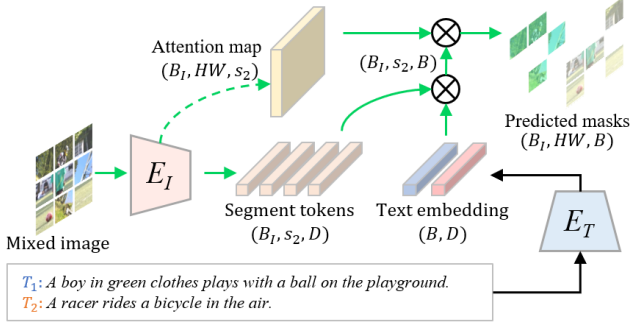 Attention map
(B_I, HW, s_2)
(B_I, s_2, B)
Predicted masks
(B_I, HW, B)
E_I
Mixed image
Segment tokens
(B_I, s_2, D)
Text embedding
(B, D)
E_T
T_1: A boy in green clothes plays with a ball on the playground.
T_2: A racer rides a bicycle in the air.